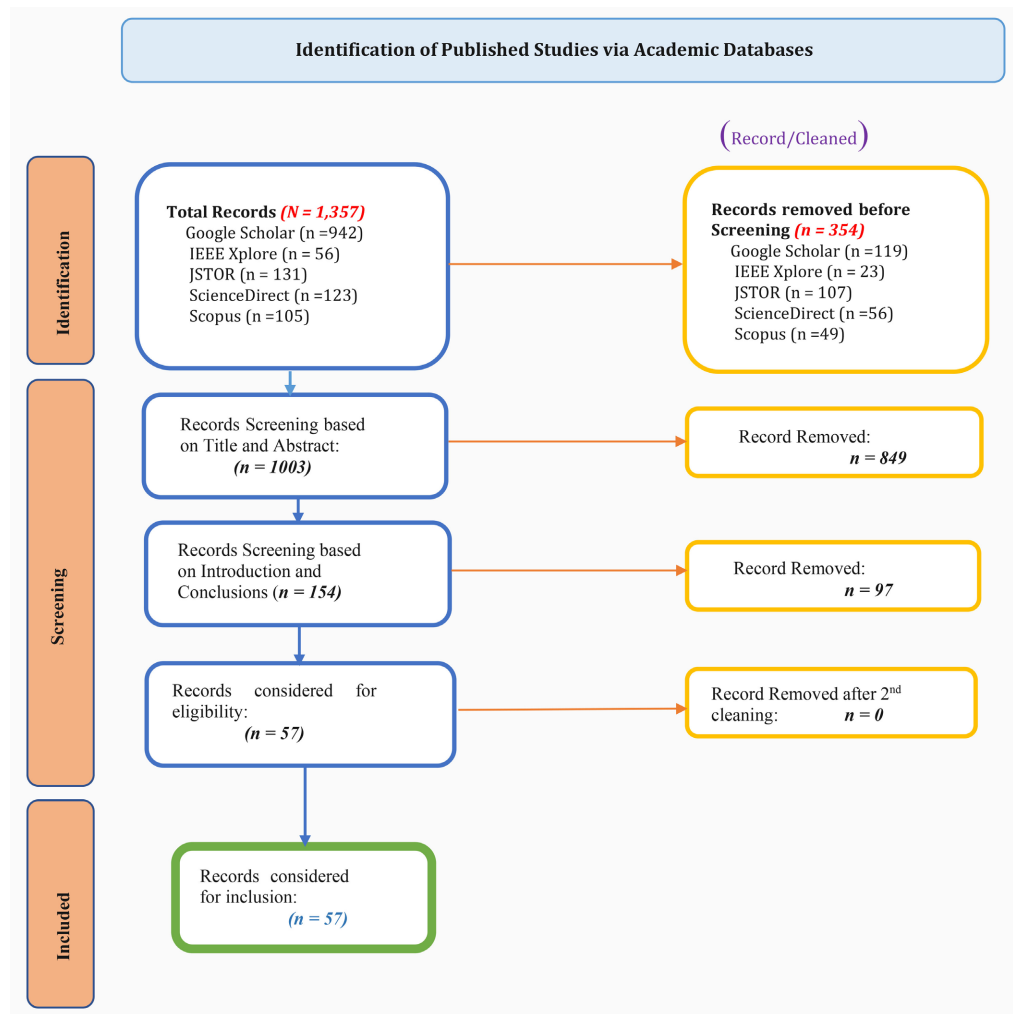 Identification of Published Studies via Academic Databases
(Record/Cleaned)
Identification
Total Records (N = 1,357)
Google Scholar (n =942)
IEEE Xplore (n = 56)
JSTOR (n = 131)
ScienceDirect (n =123)
Scopus (n =105)
Records removed before
Screening (n = 354)
Google Scholar (n =119)
IEEE Xplore (n = 23)
JSTOR (n = 107)
ScienceDirect (n =56)
Scopus (n =49)
Screening
Records Screening based
on Title and Abstract:
(n = 1003)
Record Removed:
n = 849
Records Screening based
on Introduction and
Conclusions (n = 154)
Record Removed:
n = 97
Records considered for
eligibility:
(n = 57)
Record Removed after 2nd
cleaning: n = 0
Included
Records considered
for inclusion:
(n = 57)